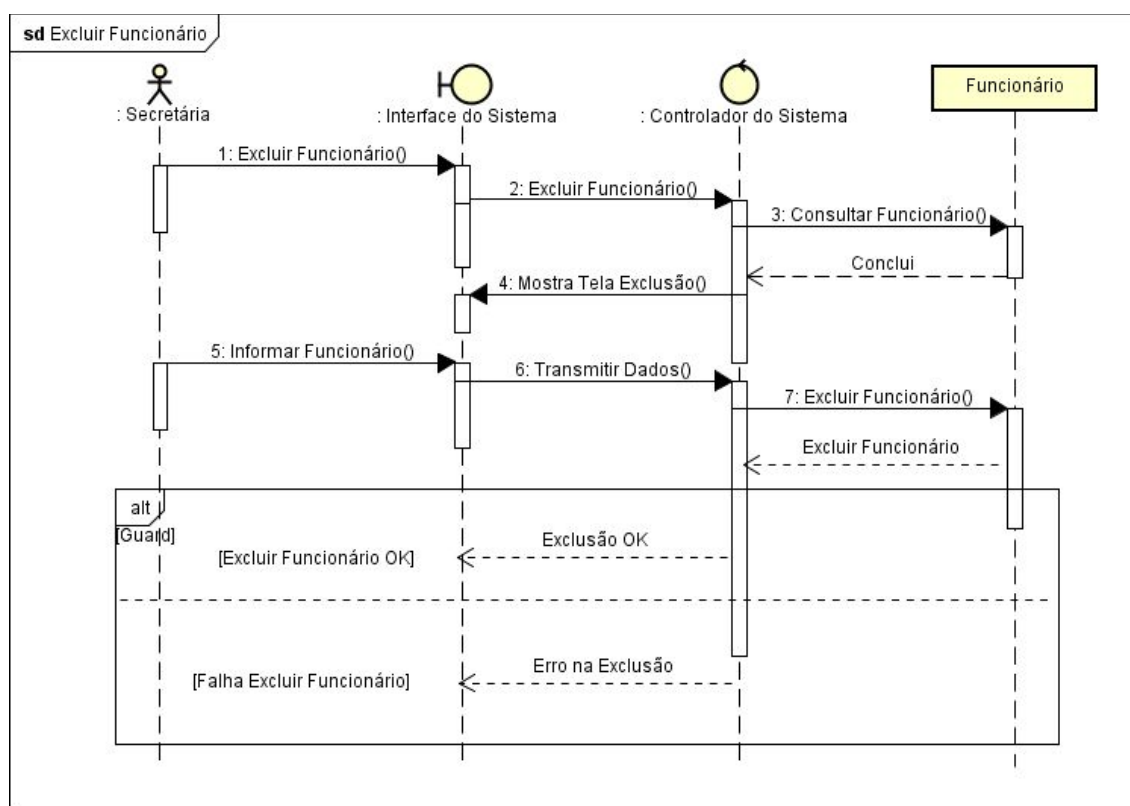 sd Excluir Funcionário
: Secretária
: Interface do Sistema
: Controlador do Sistema
Funcionário
1: Excluir Funcionário()
2: Excluir Funcionário()
3: Consultar Funcionário()
Conclui
4: Mostra Tela Exclusão()
5: Informar Funcionário()
6: Transmitir Dados()
7: Excluir Funcionário()
Excluir Funcionário
alt
[Guard]
Exclusão OK
[Excluir Funcionário OK]
Erro na Exclusão
[Falha Excluir Funcionário]